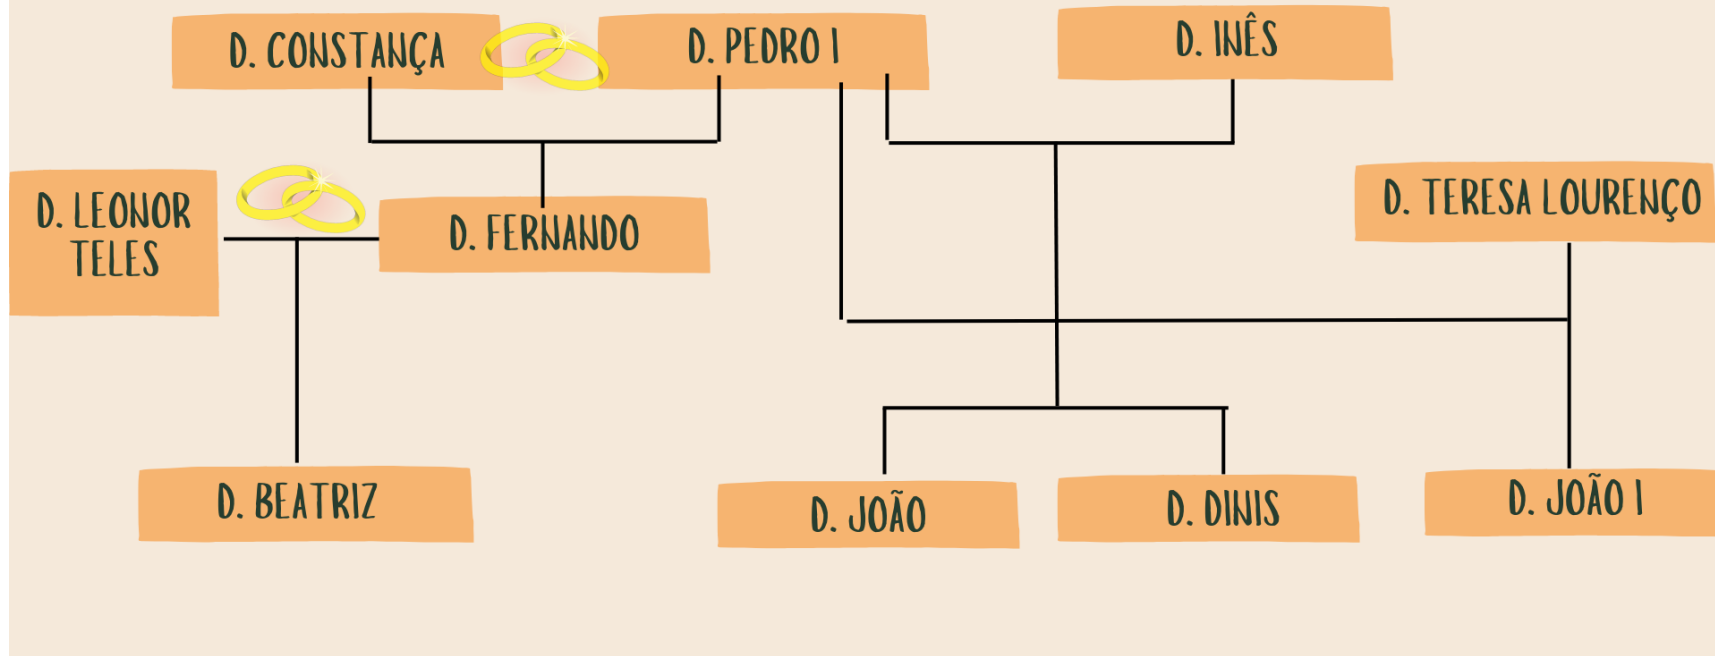 D. CONSTANÇA
D. PEDRO I
D. INÊS
D. LEONOR
TELES
D. FERNANDO
D. TERESA LOURENÇO
D. BEATRIZ
D. JOÃO
D. DINIS
D. JOÃO I